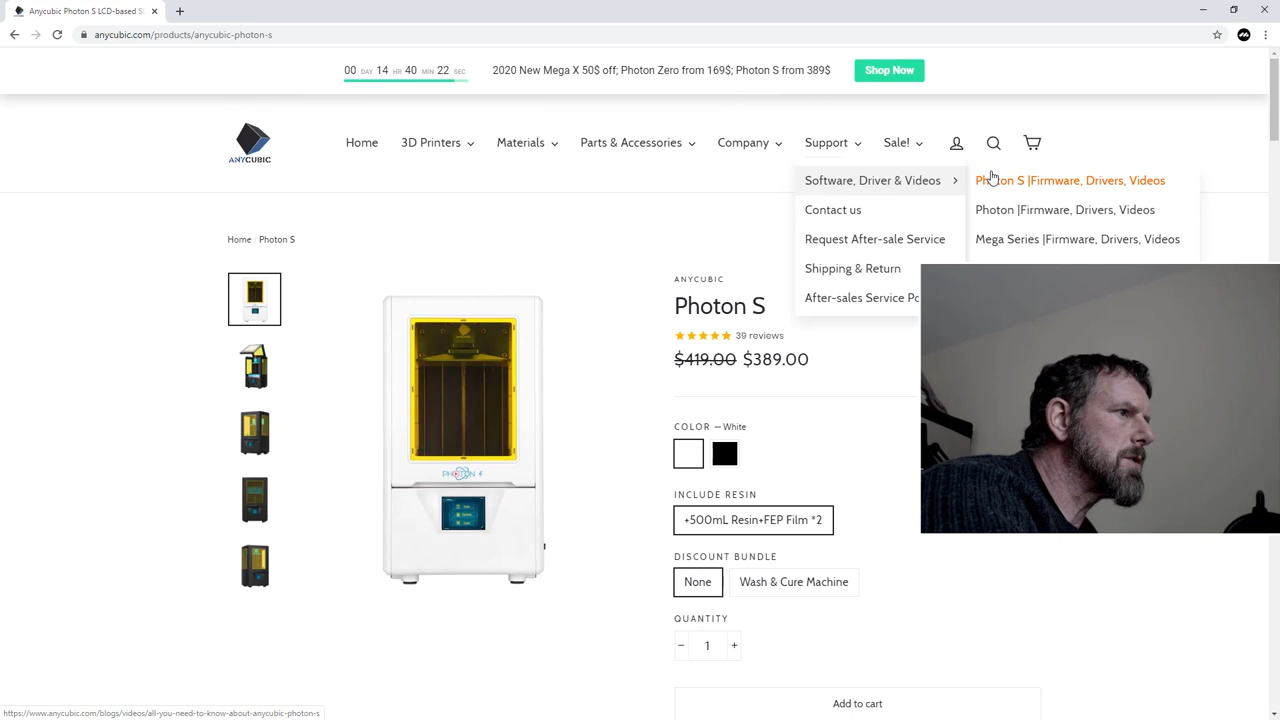 Anycubic Photon S LCD-based SL
anycubic.com/products/anycubic-photon-s
00 DAY 14 HR 40 MIN 22 SEC
2020 New Mega X 50$ off; Photon Zero from 169$; Photon S from 389$
Shop Now
ANYCUBIC
Home
3D Printers
Materials
Parts & Accessories
Company
Support
Sale!
Software, Driver & Videos
Contact us
Request After-sale Service
Shipping & Return
After-sales Service Po
Photon S |Firmware, Drivers, Videos
Photon |Firmware, Drivers, Videos
Mega Series |Firmware, Drivers, Videos
Home / Photon S
ANYCUBIC
Photon S
39 reviews
$419.00 $389.00
COLOR — White
INCLUDE RESIN
+500mL Resin+FEP Film *2
DISCOUNT BUNDLE
None
Wash & Cure Machine
QUANTITY
− 1 +
Add to cart
PHOTON S
https://www.anycubic.com/blogs/videos/all-you-need-to-know-about-anycubic-photon-s